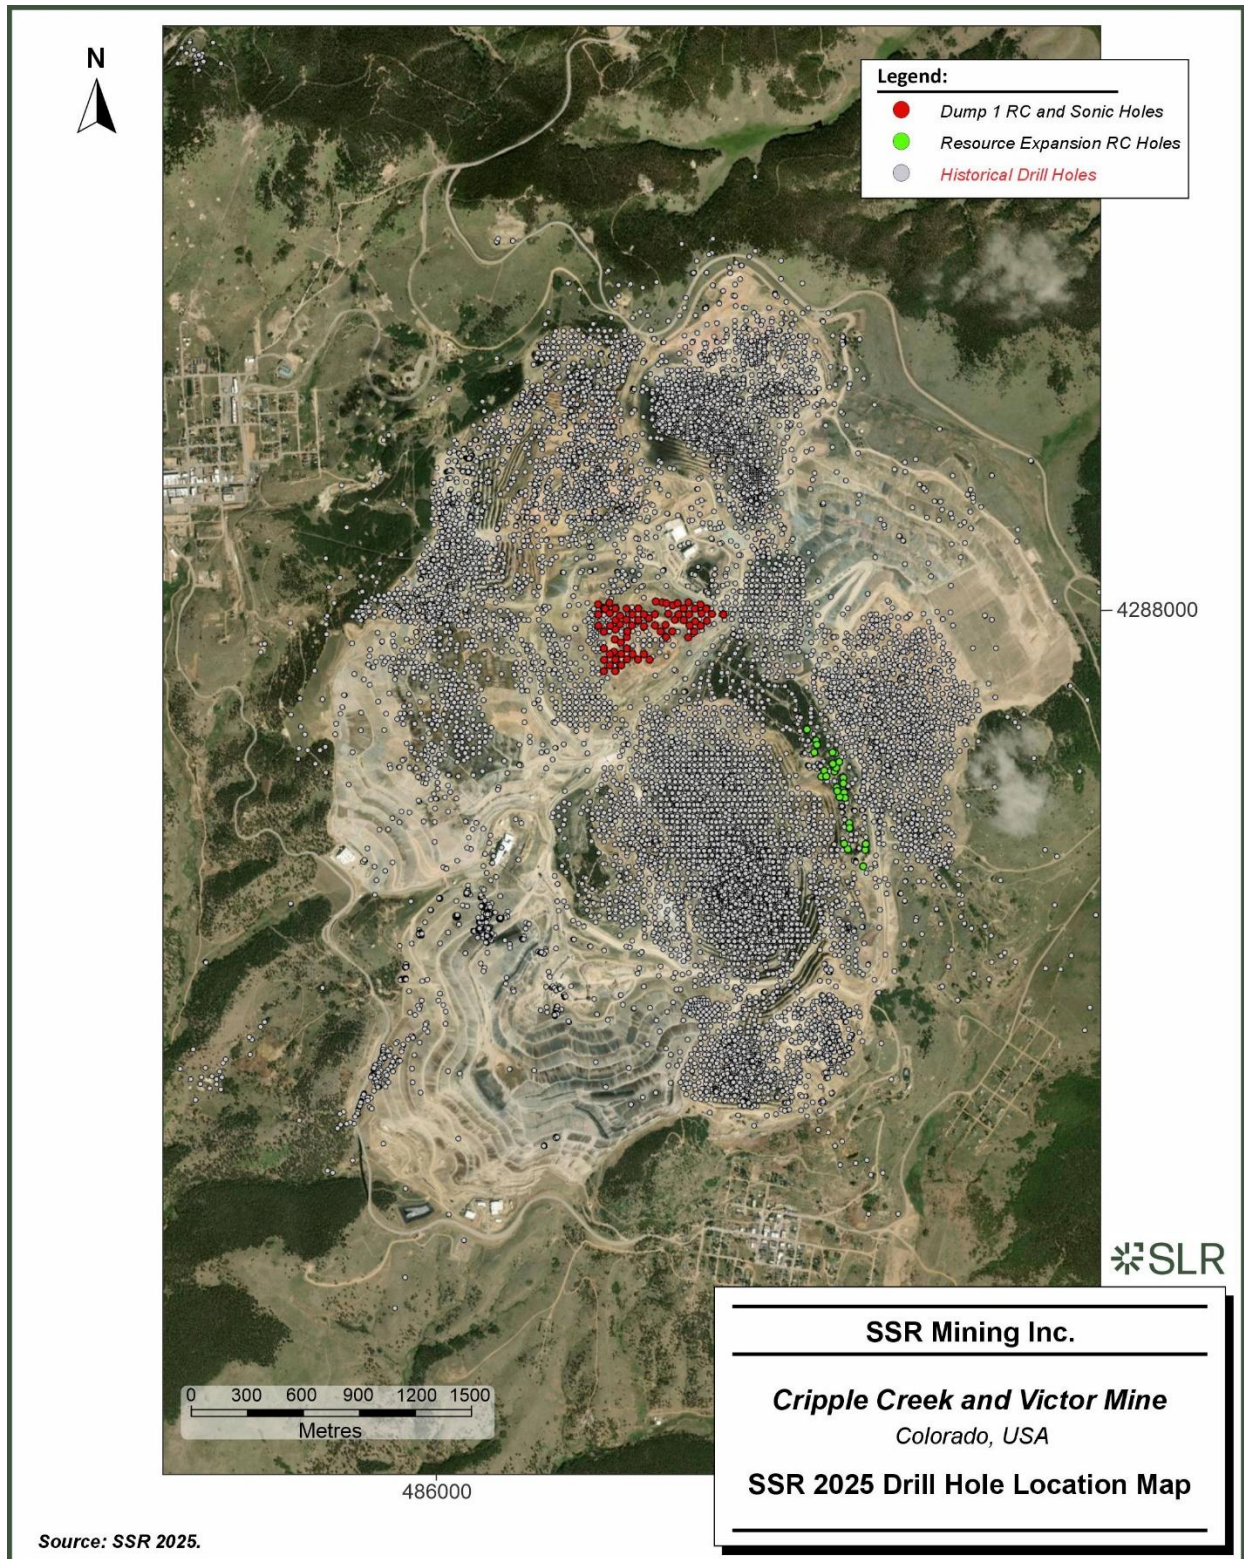 N
Legend:
Dump 1 RC and Sonic Holes
Resource Expansion RC Holes
Historical Drill Holes
4288000
SLR
SSR Mining Inc.
Cripple Creek and Victor Mine
Colorado, USA
SSR 2025 Drill Hole Location Map
0 300 600 900 1200 1500
Metres
486000
Source: SSR 2025.